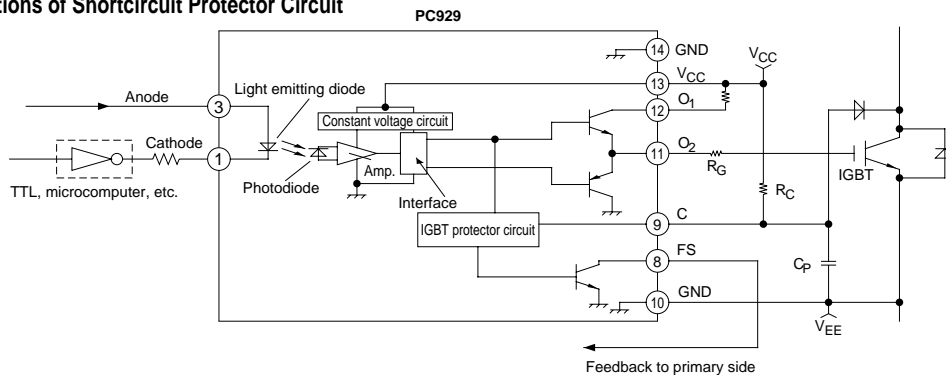 tions of Shortcircuit Protector Circuit
PC929
14 GND
VCC
13 VCC
Anode
3
Light emitting diode
12 O1
Constant voltage circuit
Cathode
1
11 O2
Amp.
RG
IGBT
TTL, microcomputer, etc.
Photodiode
Interface
RC
9 C
IGBT protector circuit
8 FS
CP
10 GND
VEE
Feedback to primary side